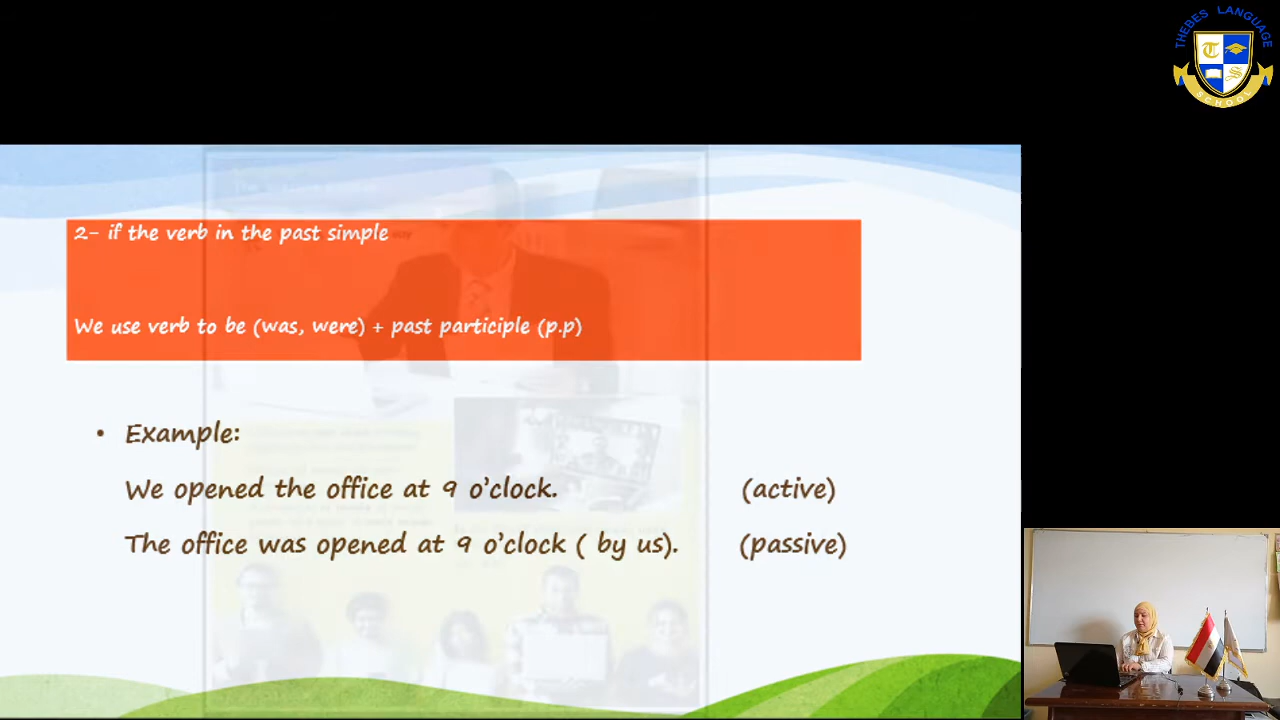 THEBES LANGUAGE
SCHOOL
2- if the verb in the past simple
We use verb to be (was, were) + past participle (p.p)
• Example:
We opened the office at 9 o'clock. (active)
The office was opened at 9 o'clock ( by us). (passive)